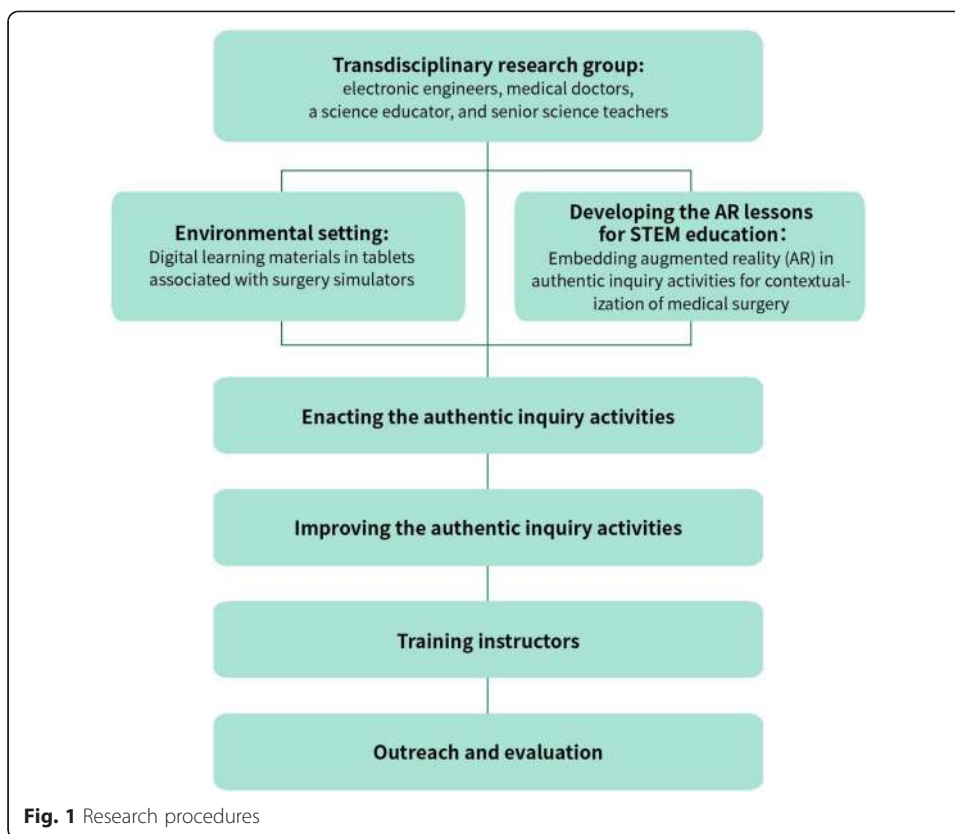 Transdisciplinary research group:
electronic engineers, medical doctors,
a science educator, and senior science teachers
Environmental setting:
Digital learning materials in tablets
associated with surgery simulators
Developing the AR lessons
for STEM education：
Embedding augmented reality (AR) in
authentic inquiry activities for contextual-
ization of medical surgery
Enacting the authentic inquiry activities
Improving the authentic inquiry activities
Training instructors
Outreach and evaluation
Fig. 1 Research procedures